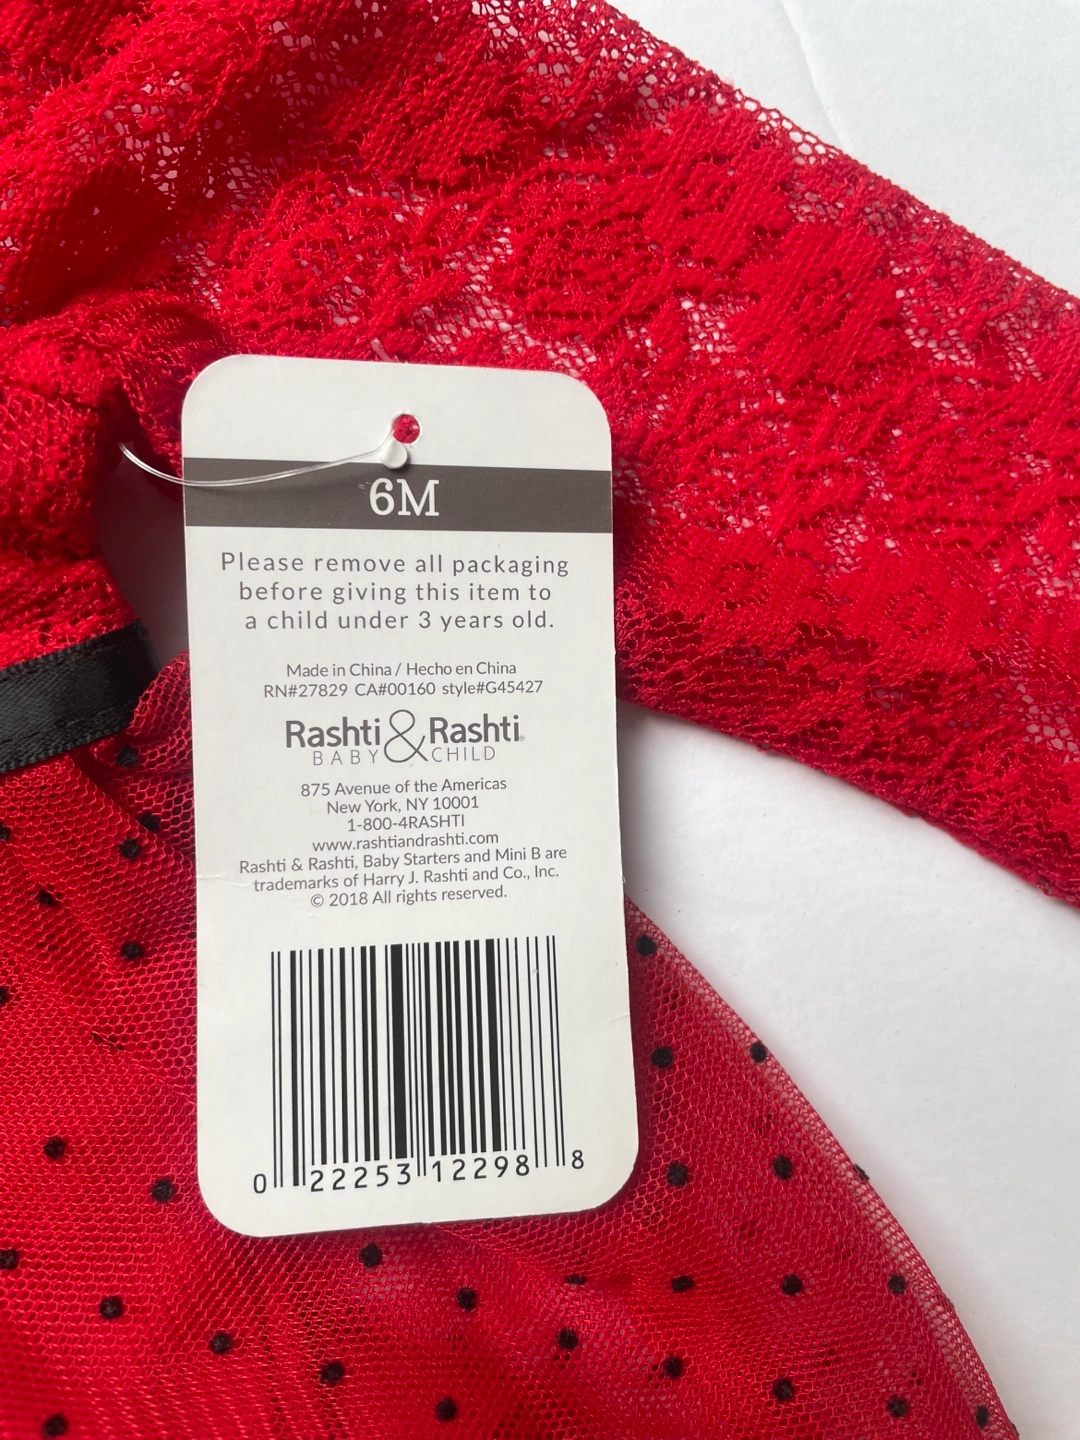 6M
Please remove all packaging
before giving this item to
a child under 3 years old.
Made in China / Hecho en China
RN#27829 CA#00160 style#G45427
Rashti & Rashti®
BABY CHILD
875 Avenue of the Americas
New York, NY 10001
1-800-4RASHTI
www.rashtiandrashti.com
Rashti & Rashti, Baby Starters and Mini B are
trademarks of Harry J. Rashti and Co., Inc.
© 2018 All rights reserved.
0 22253 12298 8